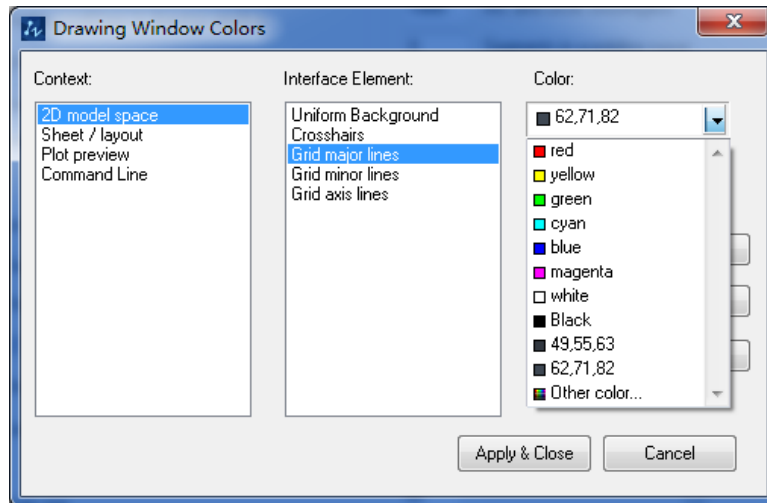 Drawing Window Colors
Context:
2D model space
Sheet / layout
Plot preview
Command Line
Interface Element:
Uniform Background
Crosshairs
Grid major lines
Grid minor lines
Grid axis lines
Color:
62,71,82
red
yellow
green
cyan
blue
magenta
white
Black
49,55,63
62,71,82
Other color...
Apply & Close
Cancel